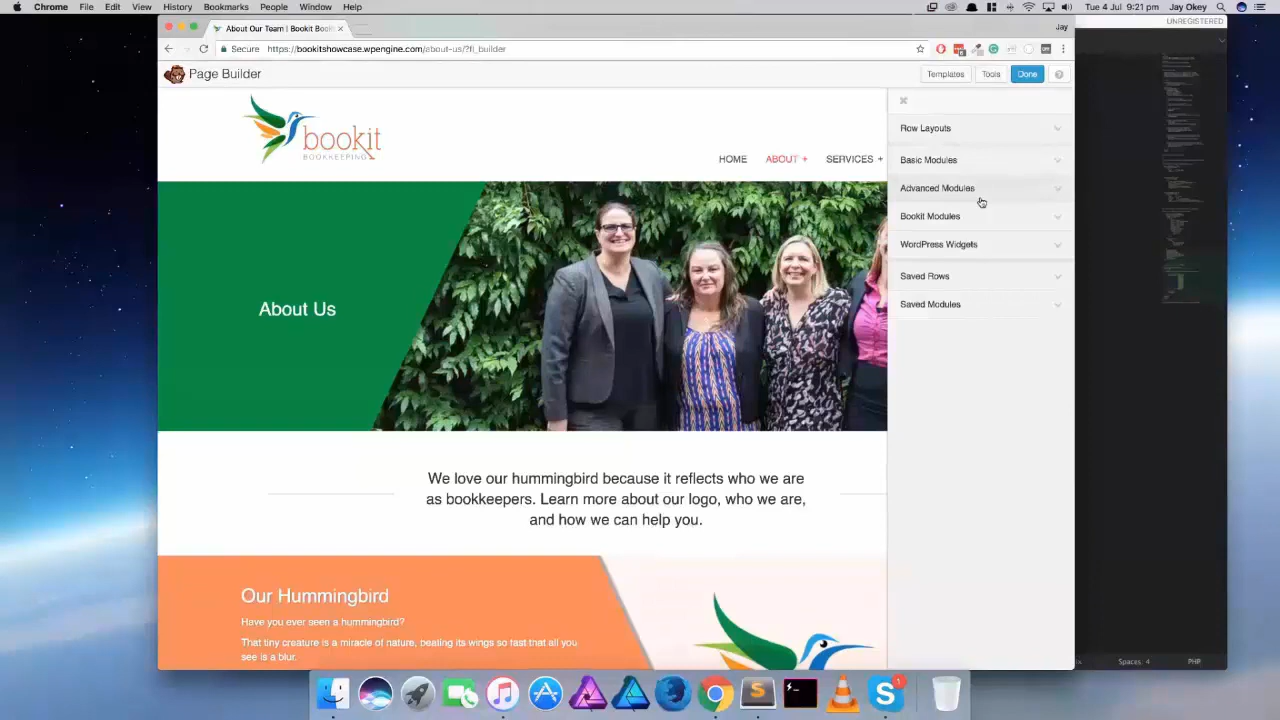 Chrome File Edit View History Bookmarks People Window Help
Tue 4 Jul 9:21 pm Jay Okey
About Our Team | Bookit Book
Jay
UNREGISTERED
Secure https://bookitshowcase.wpengine.com/about-us/?fl_builder
OFF
Page Builder
Templates Tools Done ?
bookit
BOOKKEEPING
HOME ABOUT + SERVICES +
Row Layouts
Basic Modules
Advanced Modules
Bookit Modules
WordPress Widgets
Saved Rows
Saved Modules
About Us
We love our hummingbird because it reflects who we are
as bookkeepers. Learn more about our logo, who we are,
and how we can help you.
Our Hummingbird
Have you ever seen a hummingbird?
That tiny creature is a miracle of nature, beating its wings so fast that all you
see is a blur.
Spaces: 4 PHP
1